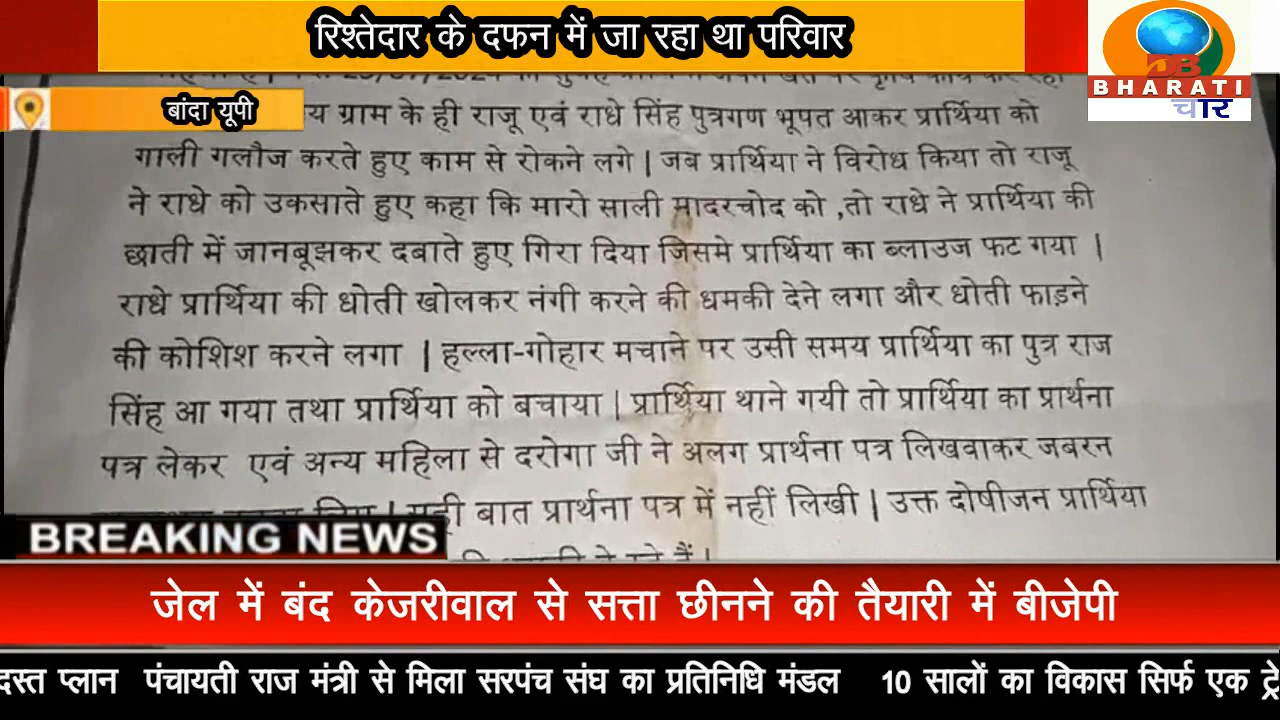 रिश्तेदार के दफन में जा रहा था परिवार
BHARATI
चार
बांदा यूपी
ग्राम के ही राजू एवं राधे सिंह पुत्रगण भूपत आकर प्रार्थिया को
गाली गलौज करते हुए काम से रोकने लगे | जब प्रार्थिया ने विरोध किया तो राजू
ने राधे को उकसाते हुए कहा कि मारो साली मादरचोद को ,तो राधे ने प्रार्थिया की
छाती में जानबूझकर दबाते हुए गिरा दिया जिसमे प्रार्थिया का ब्लाउज फट गया |
राधे प्रार्थिया की धोती खोलकर नंगी करने की धमकी देने लगा और धोती फाड़ने
की कोशिश करने लगा | हल्ला-गोहार मचाने पर उसी समय प्रार्थिया का पुत्र राज
सिंह आ गया तथा प्रार्थिया को बचाया | प्रार्थिया थाने गयी तो प्रार्थिया का प्रार्थना
पत्र लेकर एवं अन्य महिला से दरोगा जी ने अलग प्रार्थना पत्र लिखवाकर जबरन
बात प्रार्थना पत्र में नहीं लिखी | उक्त दोषीजन प्रार्थिया
BREAKING NEWS
जेल में बंद केजरीवाल से सत्ता छीनने की तैयारी में बीजेपी
दस्त प्लान पंचायती राज मंत्री से मिला सरपंच संघ का प्रतिनिधि मंडल 10 सालों का विकास सिर्फ एक ट्रे